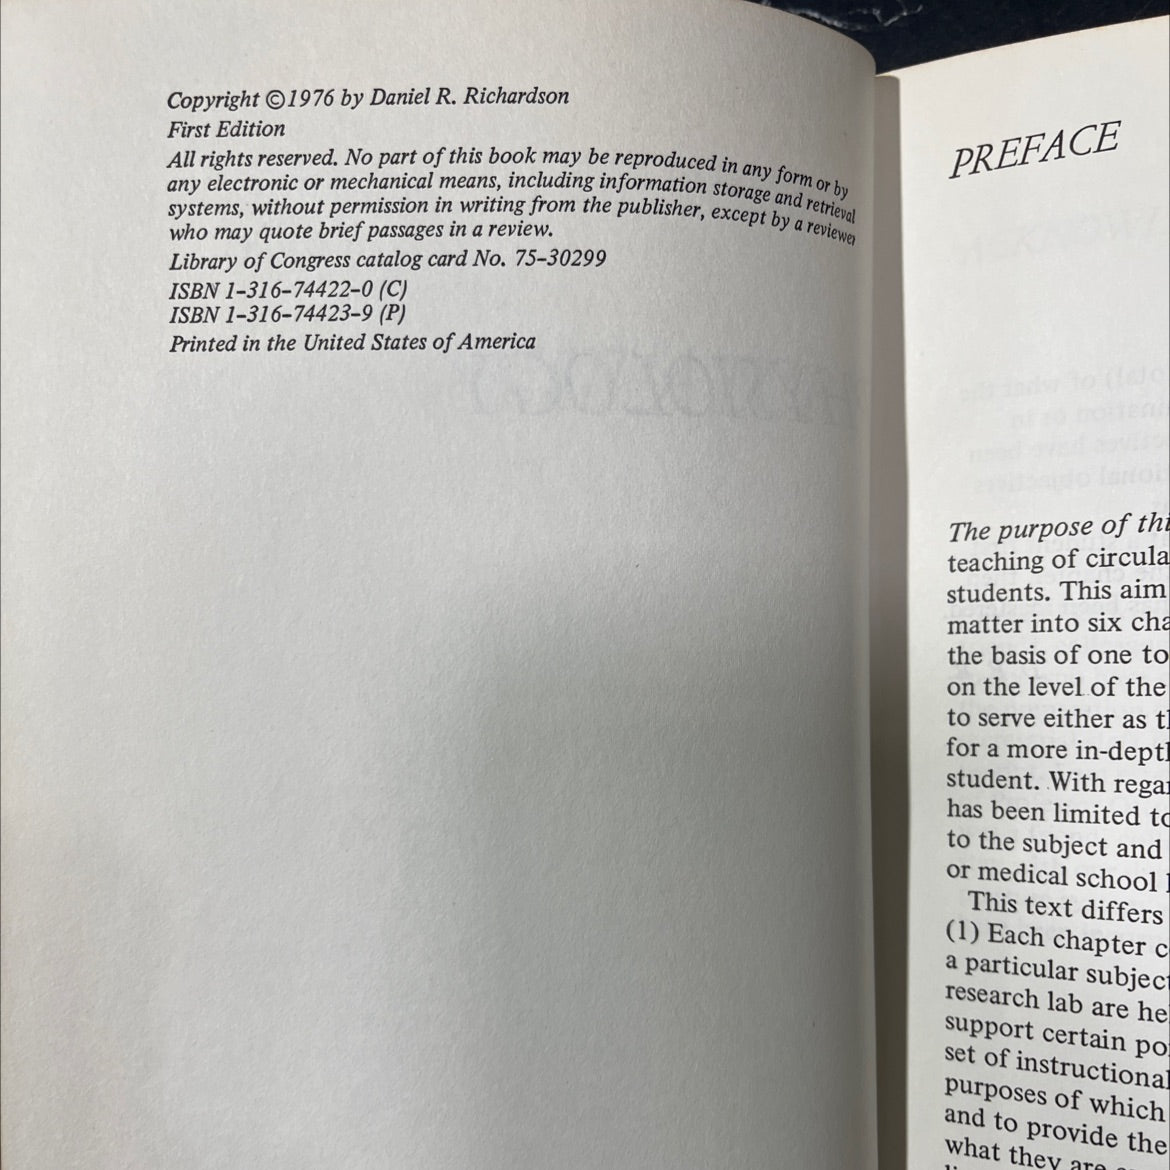 Copyright ©1976 by Daniel R. Richardson
First Edition
All rights reserved. No part of this book may be reproduced in any form or by
any electronic or mechanical means, including information storage and retrieval
systems, without permission in writing from the publisher, except by a reviewer
who may quote brief passages in a review.
Library of Congress catalog card No. 75-30299
ISBN 1-316-74422-0 (C)
ISBN 1-316-74423-9 (P)
Printed in the United States of America
PREFACE
The purpose of thi
teaching of circula
students. This aim
matter into six cha
the basis of one to
on the level of the
to serve either as th
for a more in-depth
student. With regar
has been limited to
to the subject and
or medical school
This text differs
(1) Each chapter c
a particular subject
research lab are he
support certain poi
set of instructional
purposes of which
and to provide the
what they are